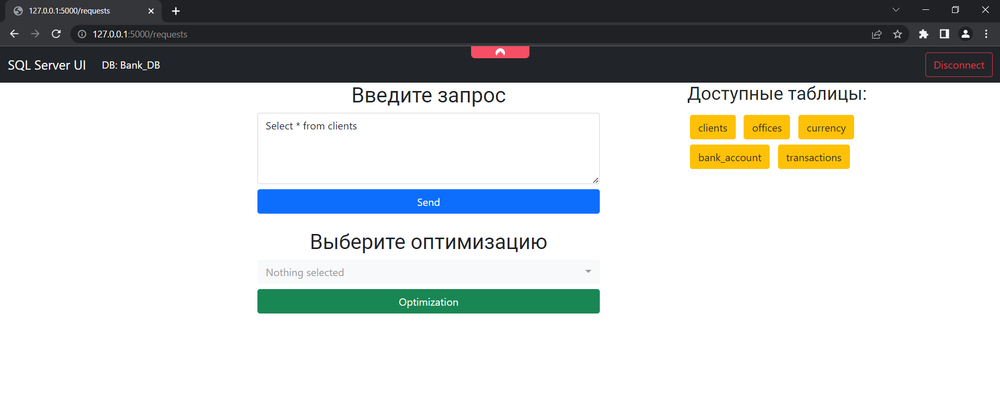 127.0.0.1:5000/requests
127.0.0.1:5000/requests
SQL Server UI
DB: Bank_DB
Disconnect
Введите запрос
Select * from clients
Send
Выберите оптимизацию
Nothing selected
Optimization
Доступные таблицы:
clients offices currency
bank_account transactions